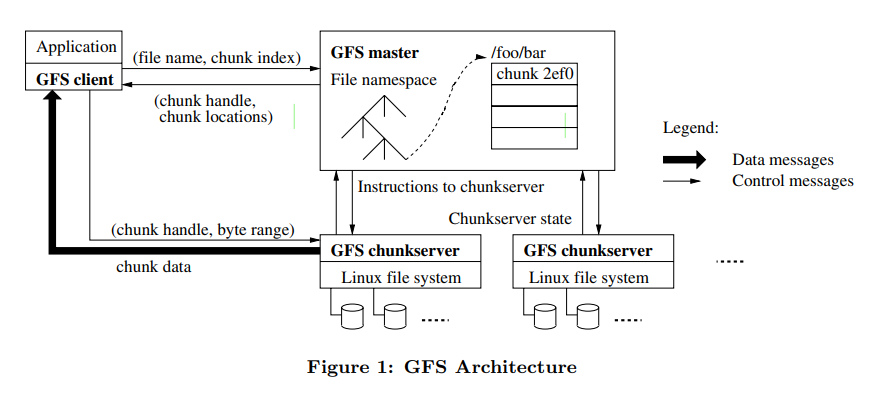 Application
GFS client
(file name, chunk index)
(chunk handle,
chunk locations)
GFS master
File namespace
/foo/bar
chunk 2ef0
Legend:
Data messages
Control messages
Instructions to chunkserver
Chunkserver state
(chunk handle, byte range)
chunk data
GFS chunkserver
Linux file system
GFS chunkserver
Linux file system
Figure 1: GFS Architecture